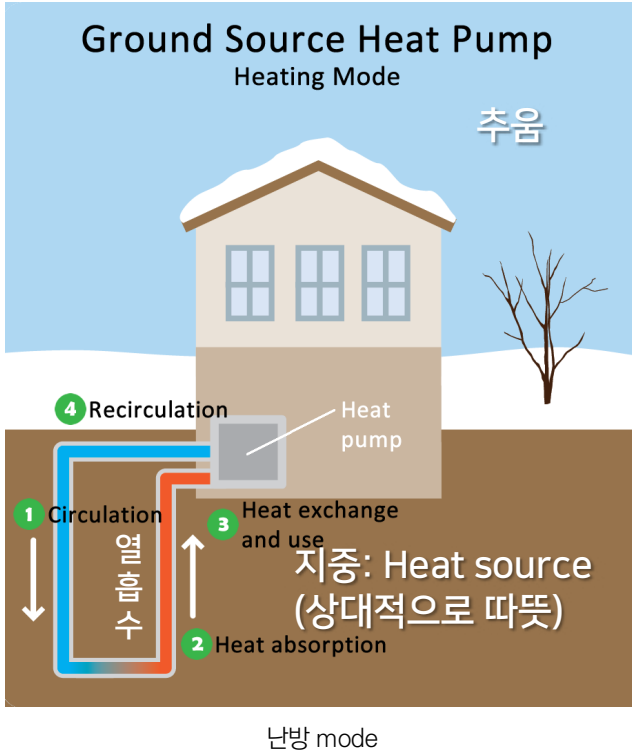 Ground Source Heat Pump
Heating Mode
추움
4 Recirculation
Heat
pump
1 Circulation
3 Heat exchange
and use
열
흡
수
지중: Heat source
(상대적으로 따뜻)
2 Heat absorption
난방 mode